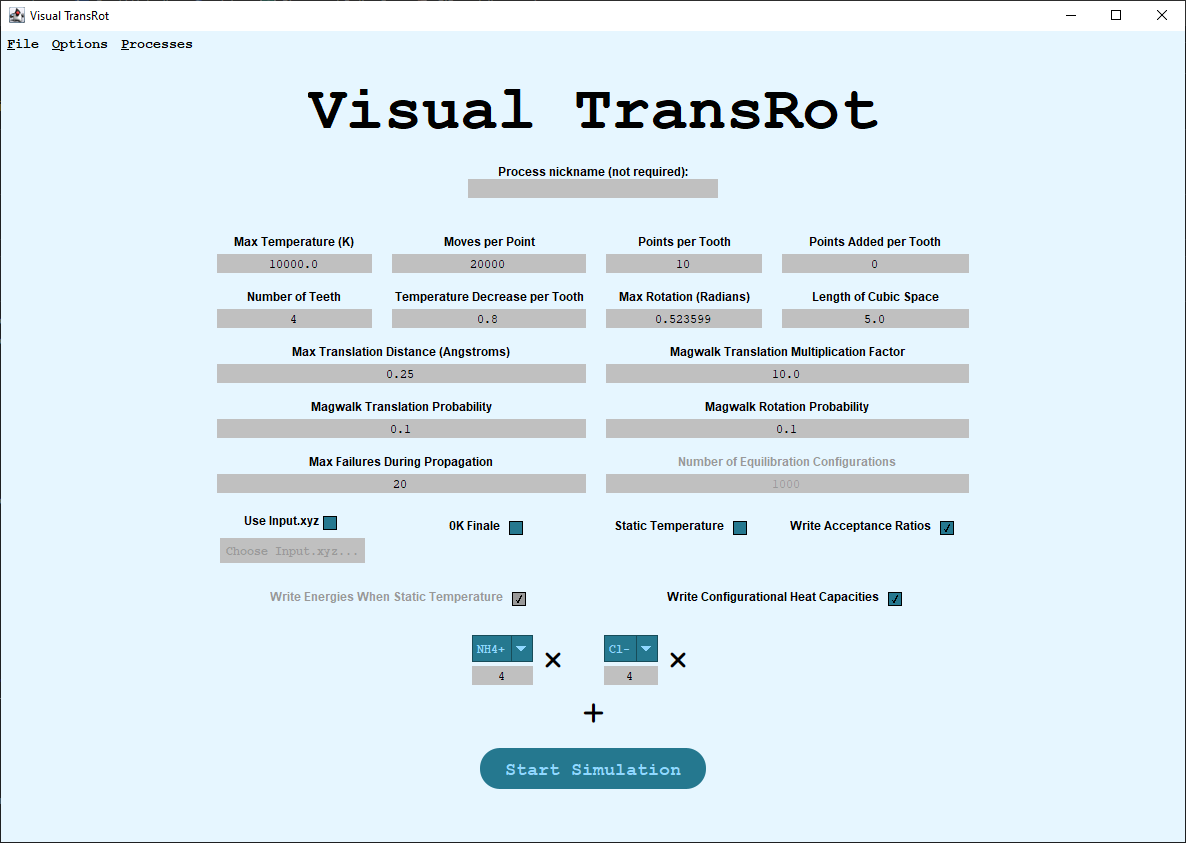 Visual TransRot
File Options Processes
Visual TransRot
Process nickname (not required):
Max Temperature (K) Moves per Point Points per Tooth Points Added per Tooth
10000.0 20000 10 0
Number of Teeth Temperature Decrease per Tooth Max Rotation (Radians) Length of Cubic Space
4 0.8 0.523599 5.0
Max Translation Distance (Angstroms) Magwalk Translation Multiplication Factor
0.25 10.0
Magwalk Translation Probability Magwalk Rotation Probability
0.1 0.1
Max Failures During Propagation Number of Equilibration Configurations
20 1000
Use Input.xyz 0K Finale Static Temperature Write Acceptance Ratios
Choose Input.xyz...
Write Energies When Static Temperature Write Configurational Heat Capacities
NH4+ Cl-
4 4
Start Simulation